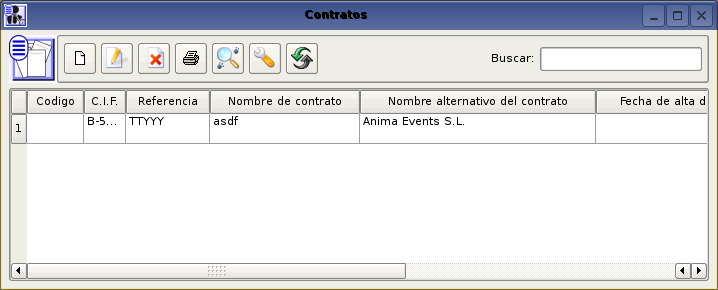 Contratos
Buscar:
Codigo C.I.F. Referencia Nombre de contrato Nombre alternativo del contrato Fecha de alta d
1 B-5... TTYYY asdf Anima Events S.L.